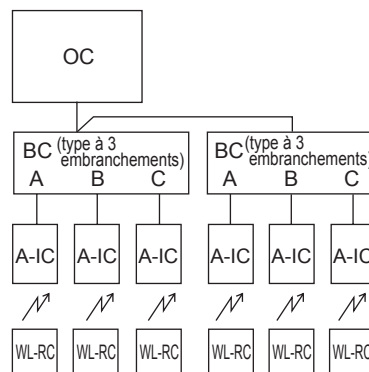 OC
BC (type à 3 embranchements)
A B C
BC (type à 3 embranchements)
A B C
A-IC A-IC A-IC A-IC A-IC A-IC
WL-RC WL-RC WL-RC WL-RC WL-RC WL-RC